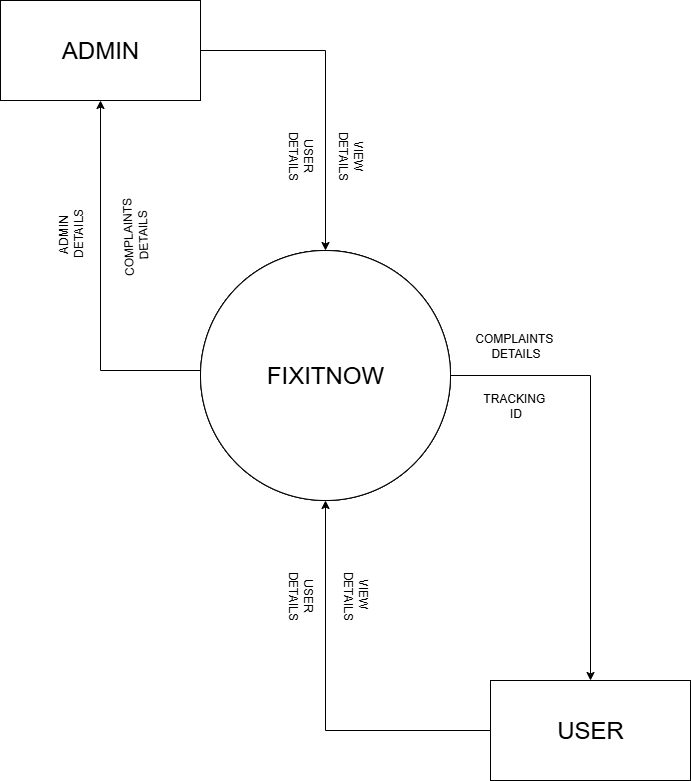 ADMIN
USER
DETAILS
VIEW
DETAILS
ADMIN
DETAILS
COMPLAINTS
DETAILS
FIXITNOW
COMPLAINTS
DETAILS
TRACKING
ID
USER
DETAILS
VIEW
DETAILS
USER